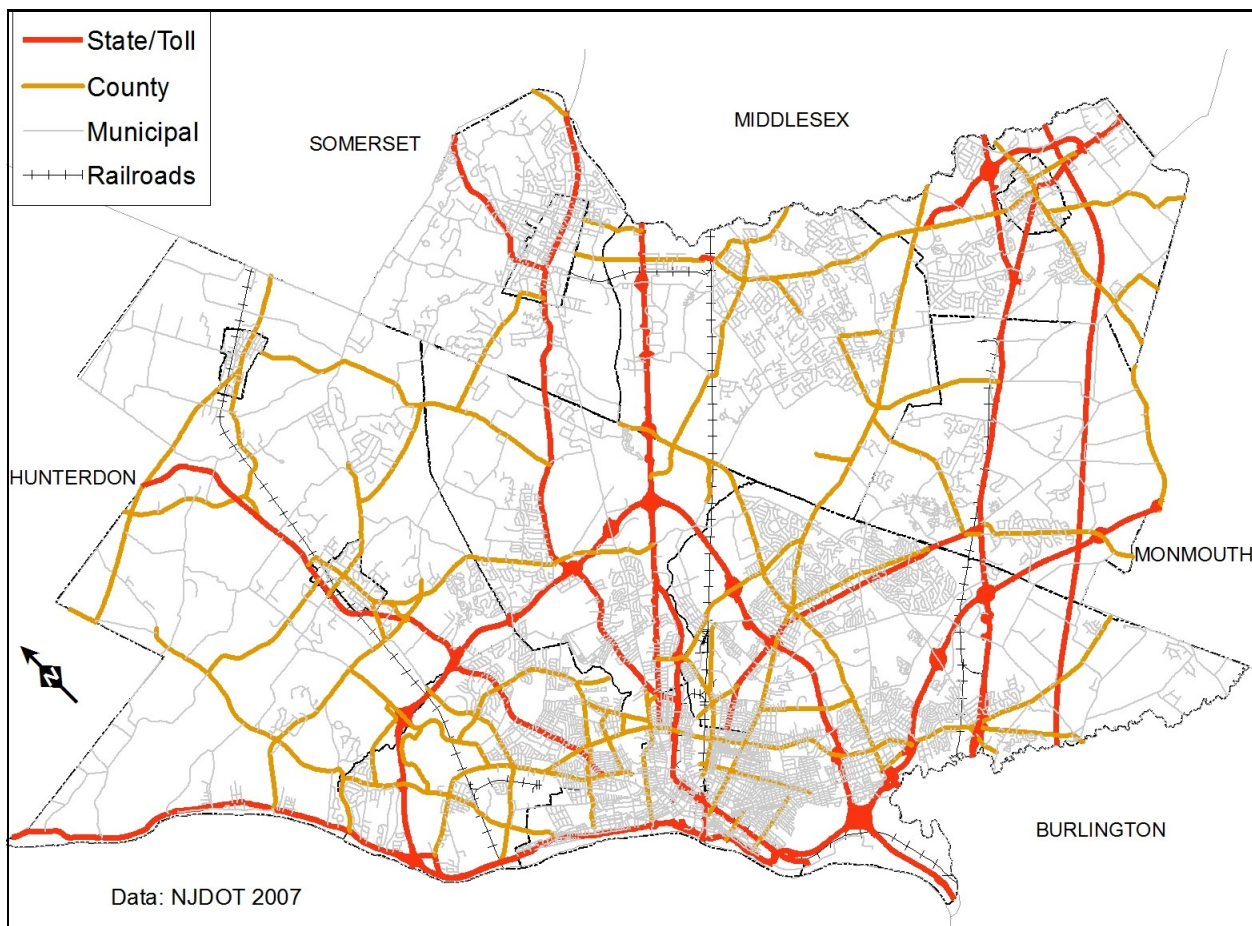 State/Toll
County
Municipal
Railroads
SOMERSET
MIDDLESEX
HUNTERDON
MONMOUTH
N
BURLINGTON
Data: NJDOT 2007